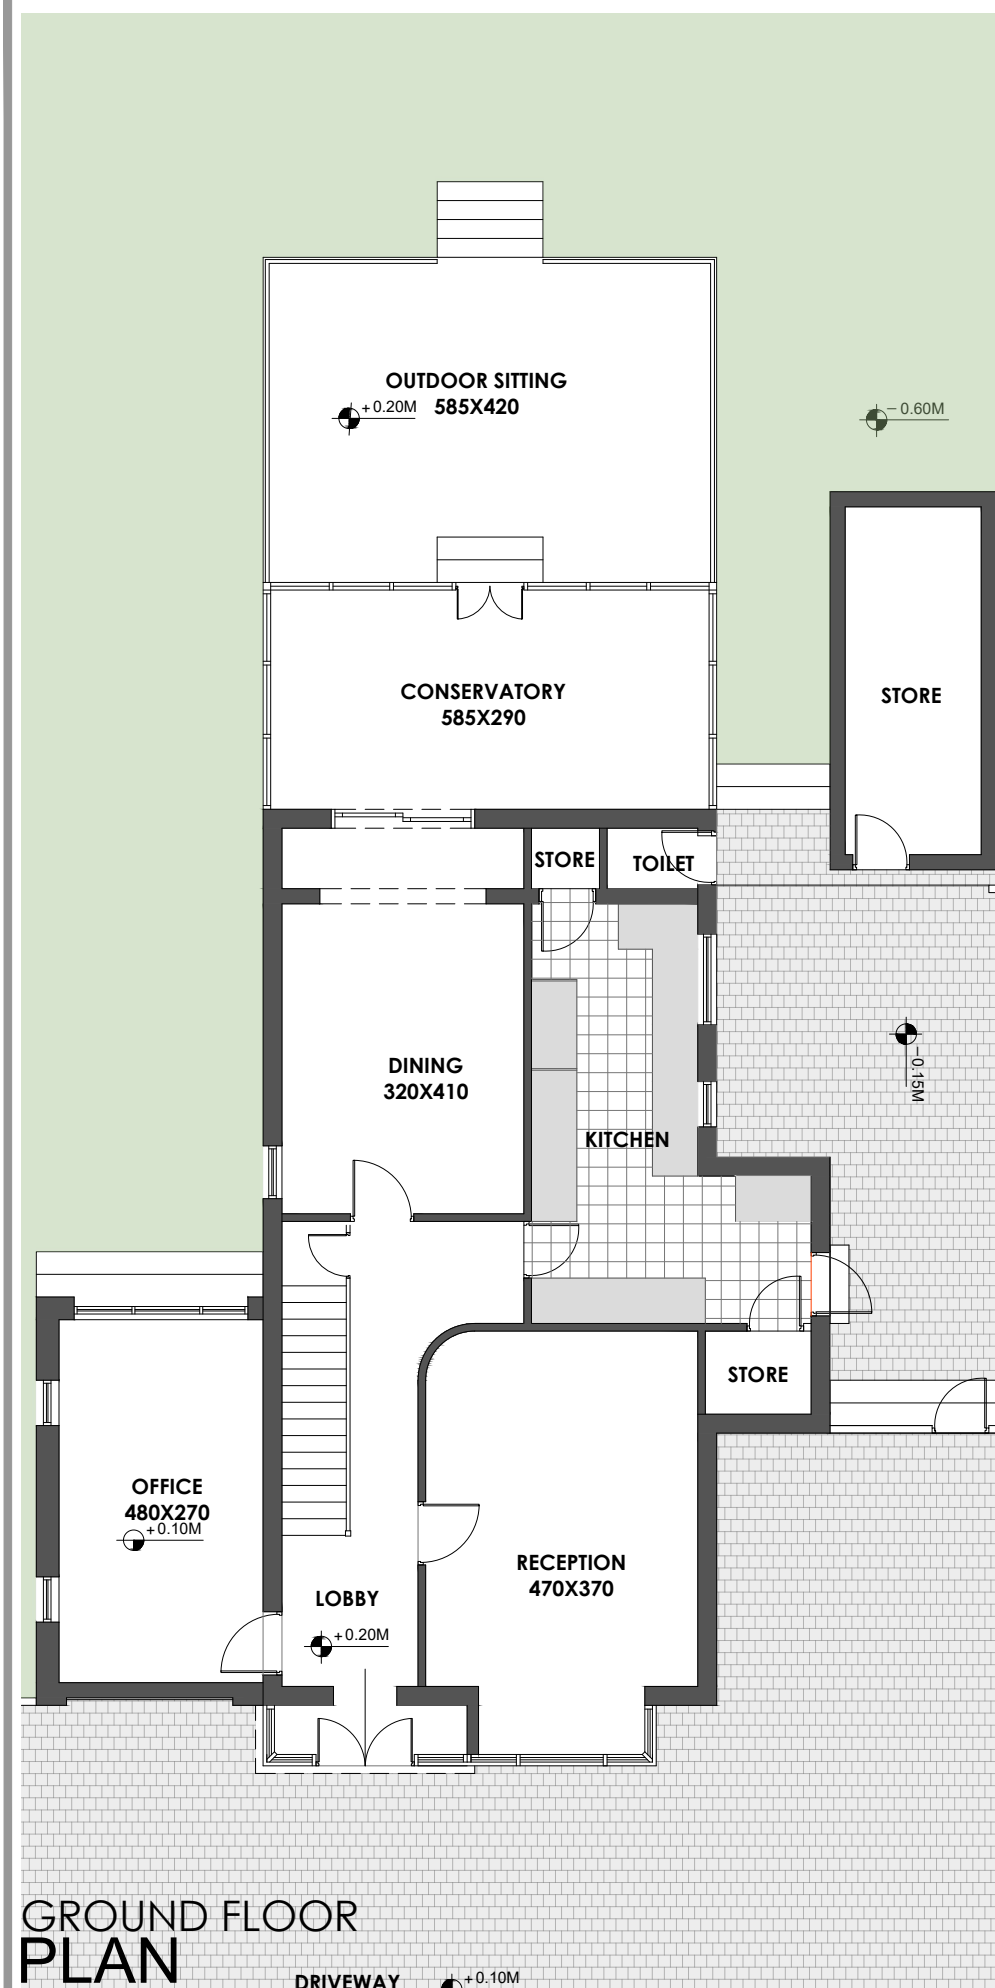 OUTDOOR SITTING
585X420
+0.20M
-0.60M
CONSERVATORY
585X290
STORE
STORE
TOILET
-0.15M
DINING
320X410
KITCHEN
STORE
OFFICE
480X270
+0.10M
RECEPTION
470X370
LOBBY
+0.20M
GROUND FLOOR
PLAN
DRIVEWAY
+0.10M